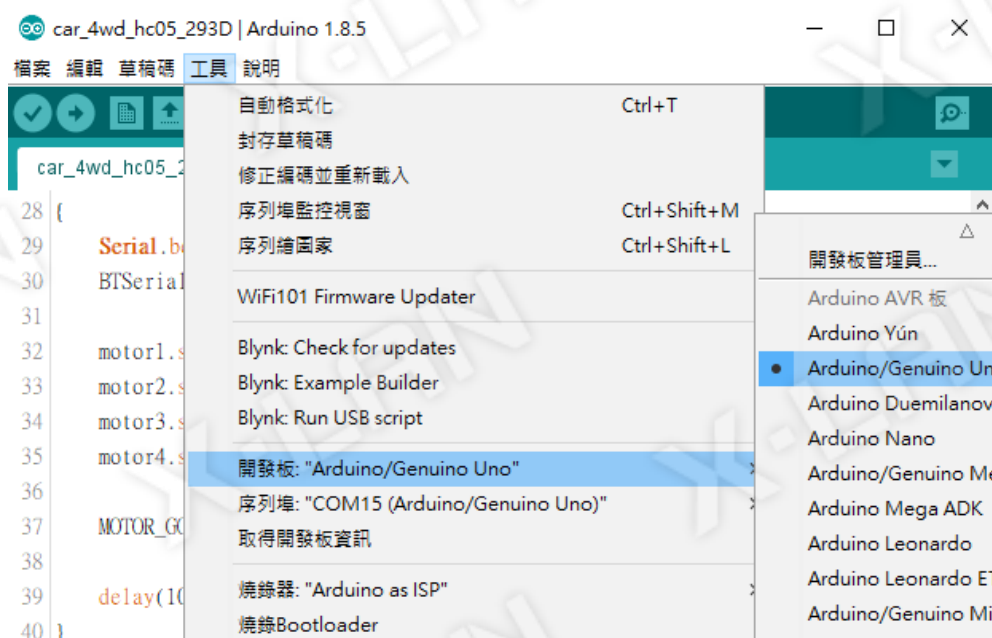 car_4wd_hc05_293D | Arduino 1.8.5
檔案 編輯 草稿碼 工具 說明
自動格式化 Ctrl+T
封存草稿碼
修正編碼並重新載入
序列埠監控視窗 Ctrl+Shift+M
序列繪圖家 Ctrl+Shift+L
WiFi101 Firmware Updater
Blynk: Check for updates
Blynk: Example Builder
Blynk: Run USB script
開發板: "Arduino/Genuino Uno"
序列埠: "COM15 (Arduino/Genuino Uno)"
取得開發板資訊
燒錄器: "Arduino as ISP"
燒錄Bootloader
開發板管理員...
Arduino AVR 板
Arduino Yún
Arduino/Genuino Un
Arduino Duemilanov
Arduino Nano
Arduino/Genuino Me
Arduino Mega ADK
Arduino Leonardo
Arduino Leonardo ET
Arduino/Genuino Mi
car_4wd_hc05_2
28 {
29 Serial.be
30 BTSerial
31
32 motor1.s
33 motor2.s
34 motor3.s
35 motor4.s
36
37 MOTOR_GO
38
39 delay(10
40 }
X-LAN